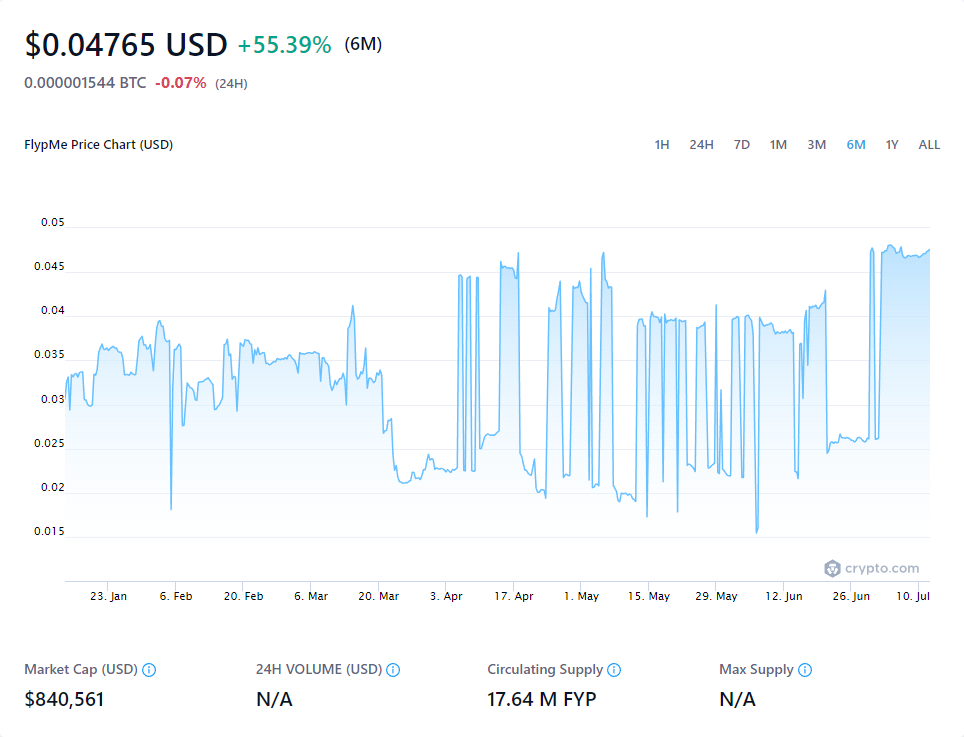 $0.04765 USD +55.39% (6M)
0.000001544 BTC -0.07% (24H)
FlypMe Price Chart (USD) 1H 24H 7D 1M 3M 6M 1Y ALL
0.05
0.045
0.04
0.035
0.03
0.025
0.02
0.015
crypto.com
23. Jan 6. Feb 20. Feb 6. Mar 20. Mar 3. Apr 17. Apr 1. May 15. May 29. May 12. Jun 26. Jun 10. Jul
Market Cap (USD) 24H VOLUME (USD) Circulating Supply Max Supply
$840,561 N/A 17.64 M FYP N/A